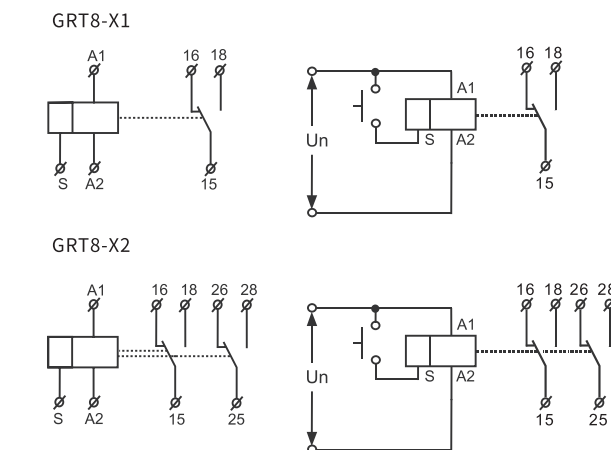 GRT8-X1
A1 16 18 16 18
A1
Un S A2
S A2 15 15
GRT8-X2
A1 16 18 26 28 16 18 26 28
A1
Un S A2
S A2 15 25 15 25